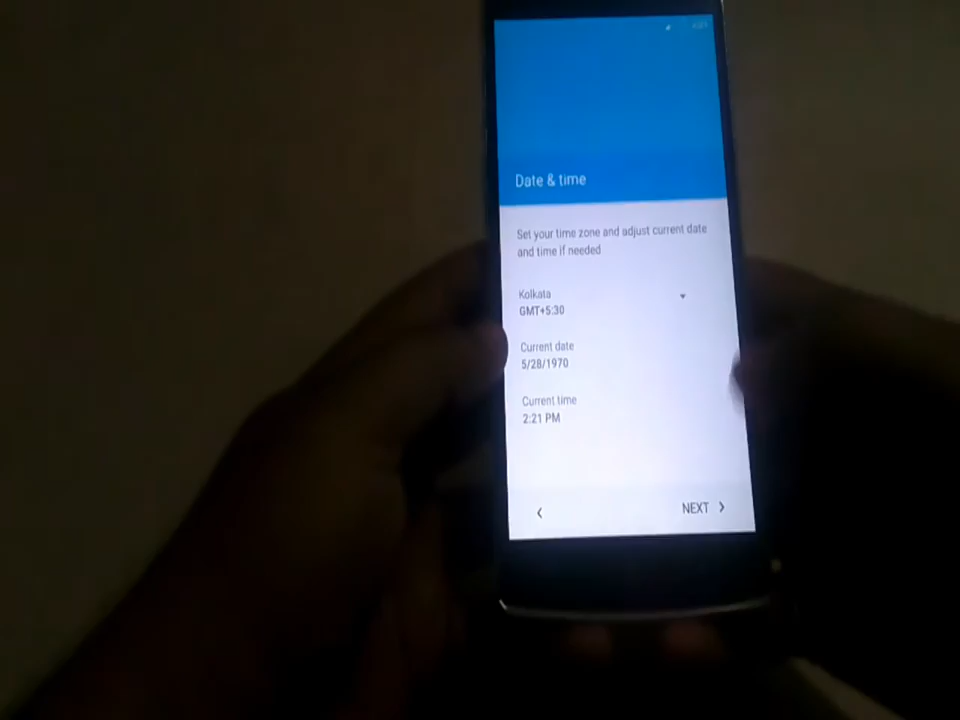 Date & time
Set your time zone and adjust current date
and time if needed
Kolkata
GMT+5:30
Current date
5/28/1970
Current time
2:21 PM
NEXT